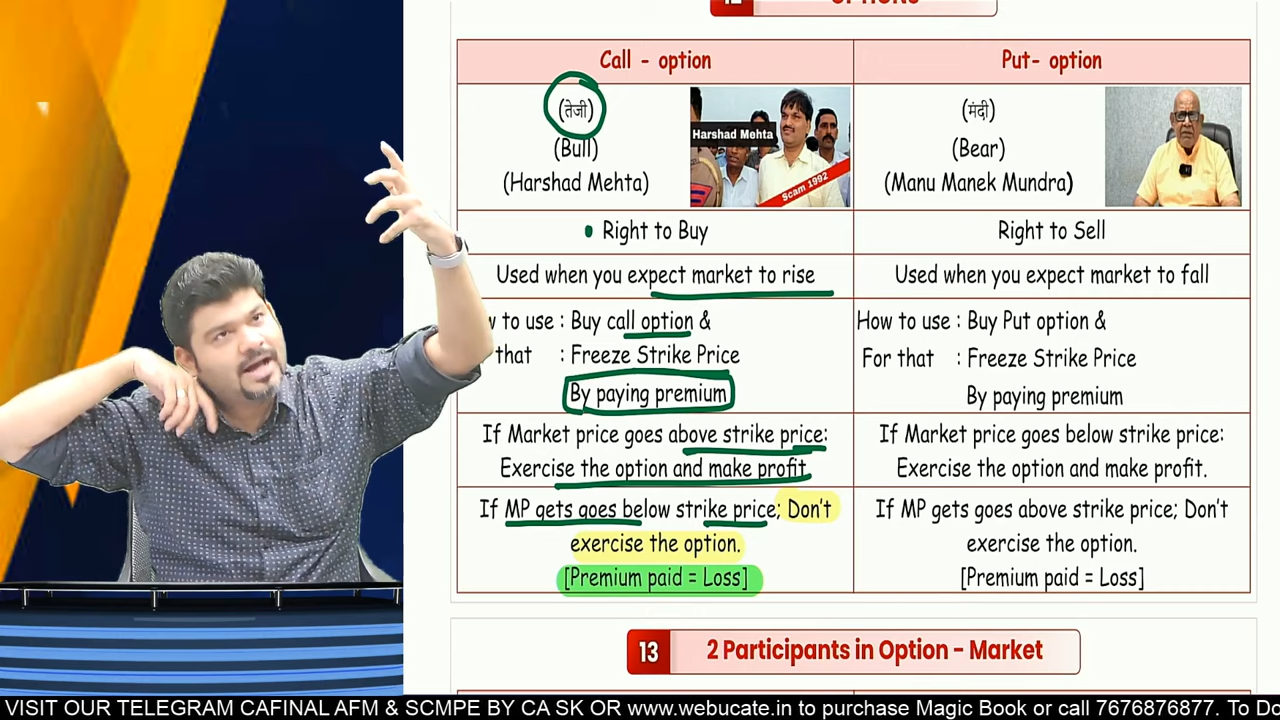 12 OPTIONS
Call - option
Put- option
(तेजी)
(Bull)
(Harshad Mehta)
Harshad Mehta
Scam 1992
(मंदी)
(Bear)
(Manu Manek Mundra)
Right to Buy
Right to Sell
Used when you expect market to rise
Used when you expect market to fall
w to use : Buy call option &
that : Freeze Strike Price
By paying premium
How to use : Buy Put option &
For that : Freeze Strike Price
By paying premium
If Market price goes above strike price:
Exercise the option and make profit
If Market price goes below strike price:
Exercise the option and make profit.
If MP gets goes below strike price; Don't
exercise the option.
[Premium paid = Loss]
If MP gets goes above strike price; Don't
exercise the option.
[Premium paid = Loss]
13 2 Participants in Option - Market
VISIT OUR TELEGRAM CAFINAL AFM & SCMPE BY CA SK OR www.webucate.in to purchase Magic Book or call 7676876877. To Do